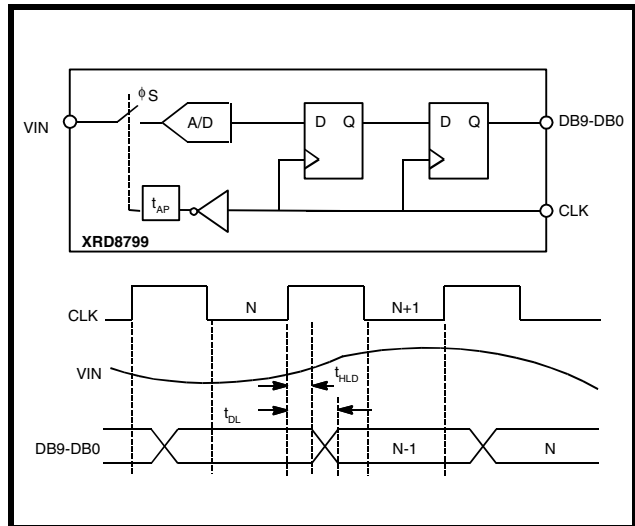 ϕS
VIN
A/D
D Q
D Q
DB9-DB0
tAP
CLK
XRD8799
CLK
N
N+1
VIN
tHLD
tDL
DB9-DB0
N-1
N